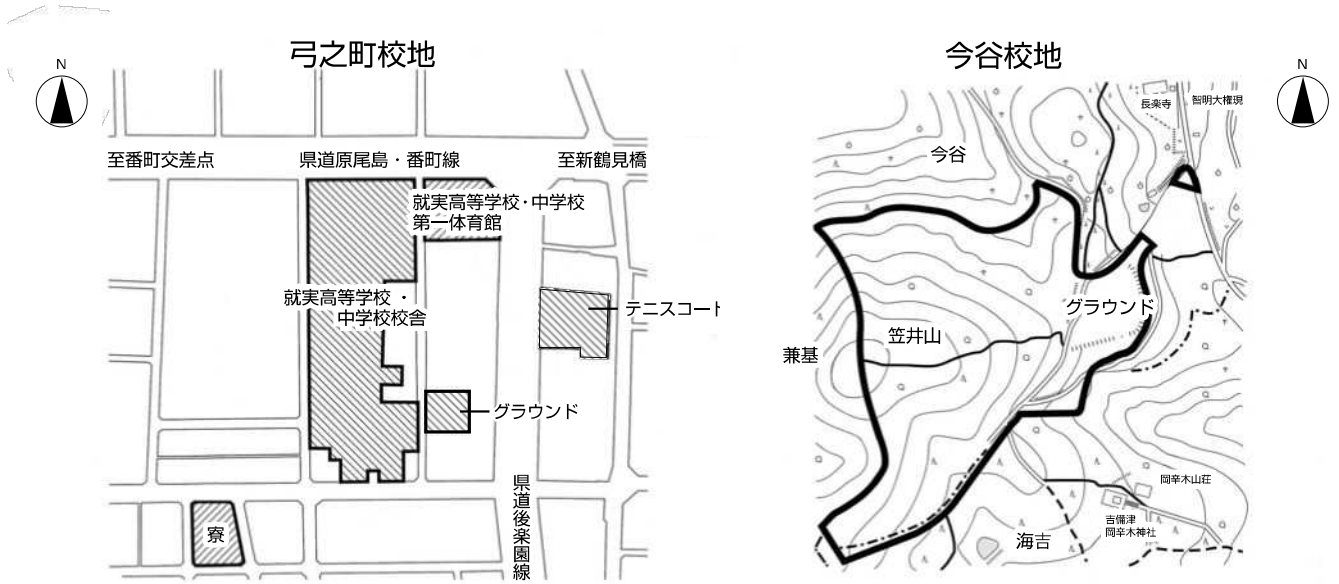 弓之町校地
N
至番町交差点
県道原尾島・番町線
至新鶴見橋
就実高等学校・中学校
第一体育館
就実高等学校・
中学校校舎
テニスコート
グラウンド
寮
県道後楽園線
今谷校地
N
長楽寺
智明大権現
今谷
グラウンド
笠井山
兼基
岡辛木山荘
吉備津
岡辛木神社
海吉